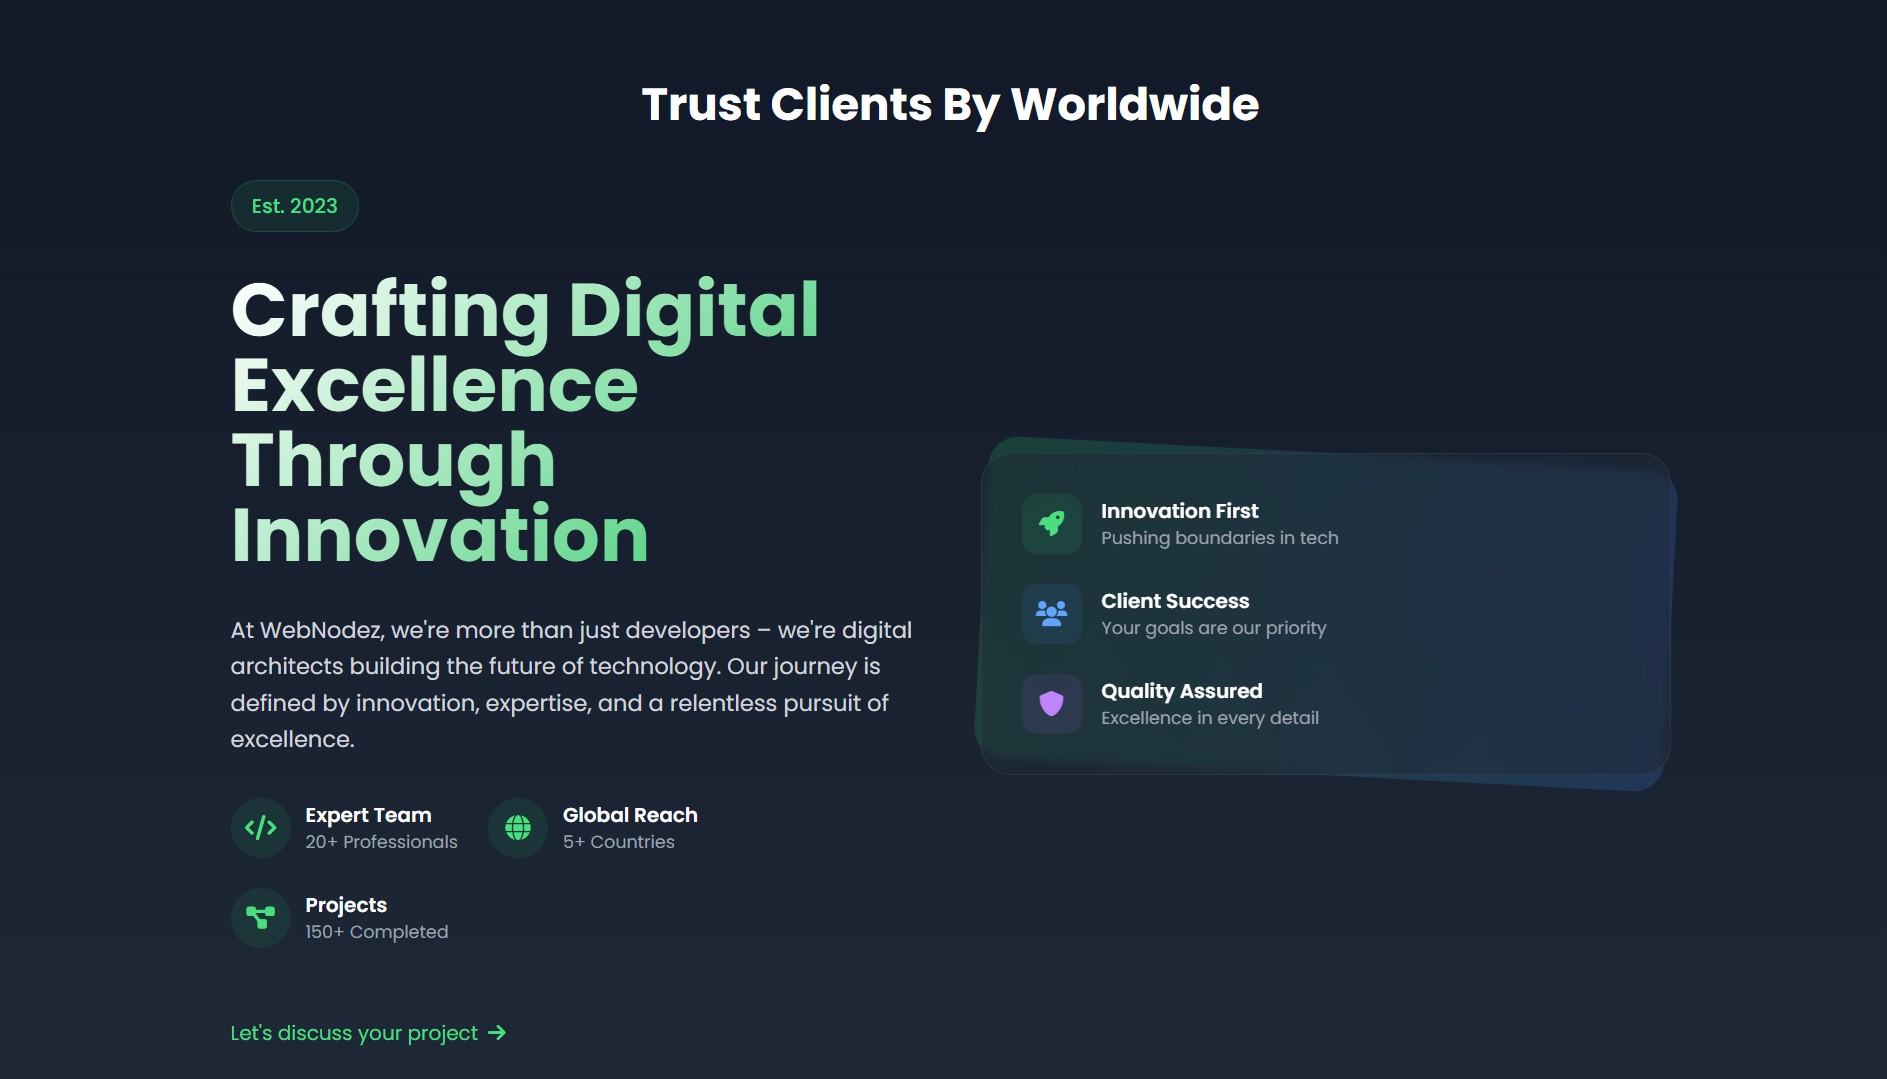 Trust Clients By Worldwide
Est. 2023
Crafting Digital
Excellence
Through
Innovation
At WebNodez, we're more than just developers – we're digital
architects building the future of technology. Our journey is
defined by innovation, expertise, and a relentless pursuit of
excellence.
Expert Team
20+ Professionals
Global Reach
5+ Countries
Projects
150+ Completed
Let's discuss your project
Innovation First
Pushing boundaries in tech
Client Success
Your goals are our priority
Quality Assured
Excellence in every detail